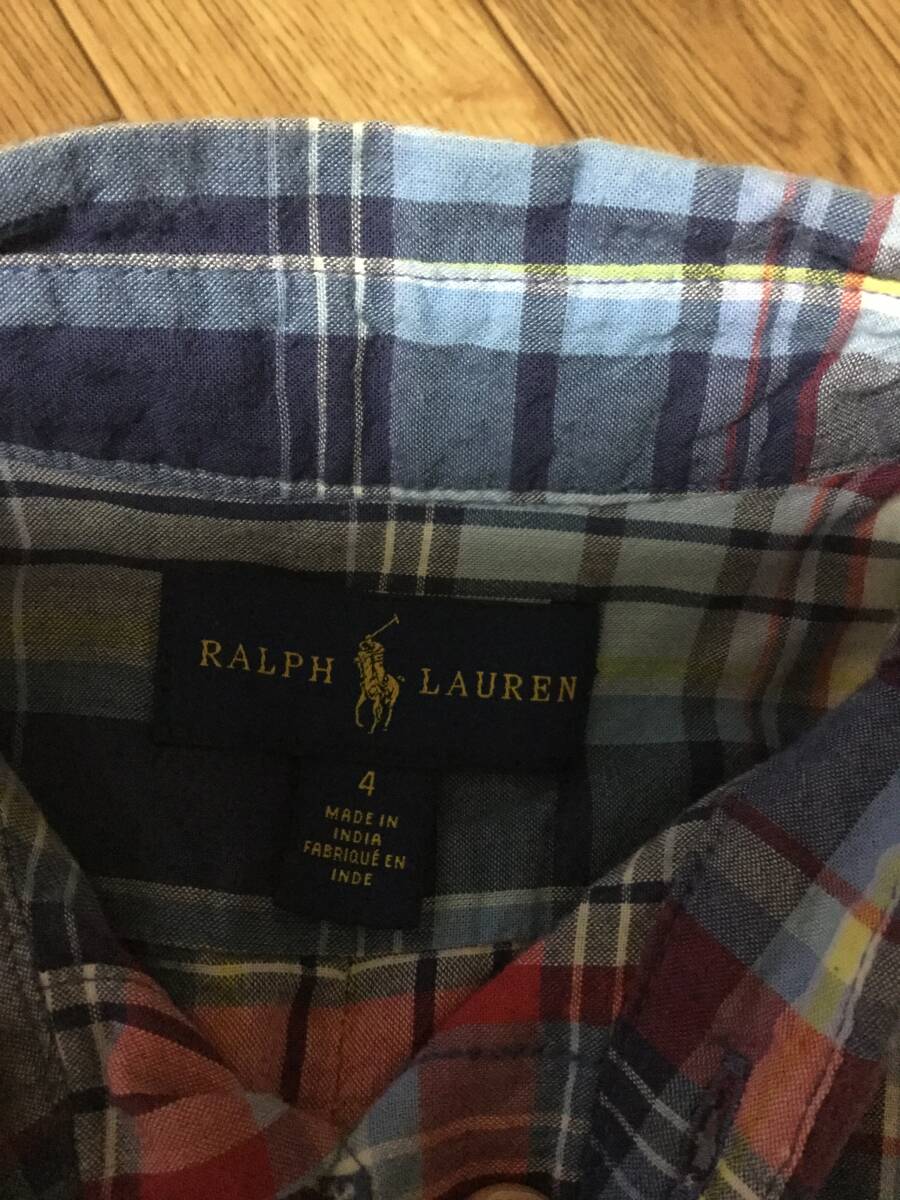 RALPH LAUREN
4
MADE IN
INDIA
FABRIQUÉ EN
INDE